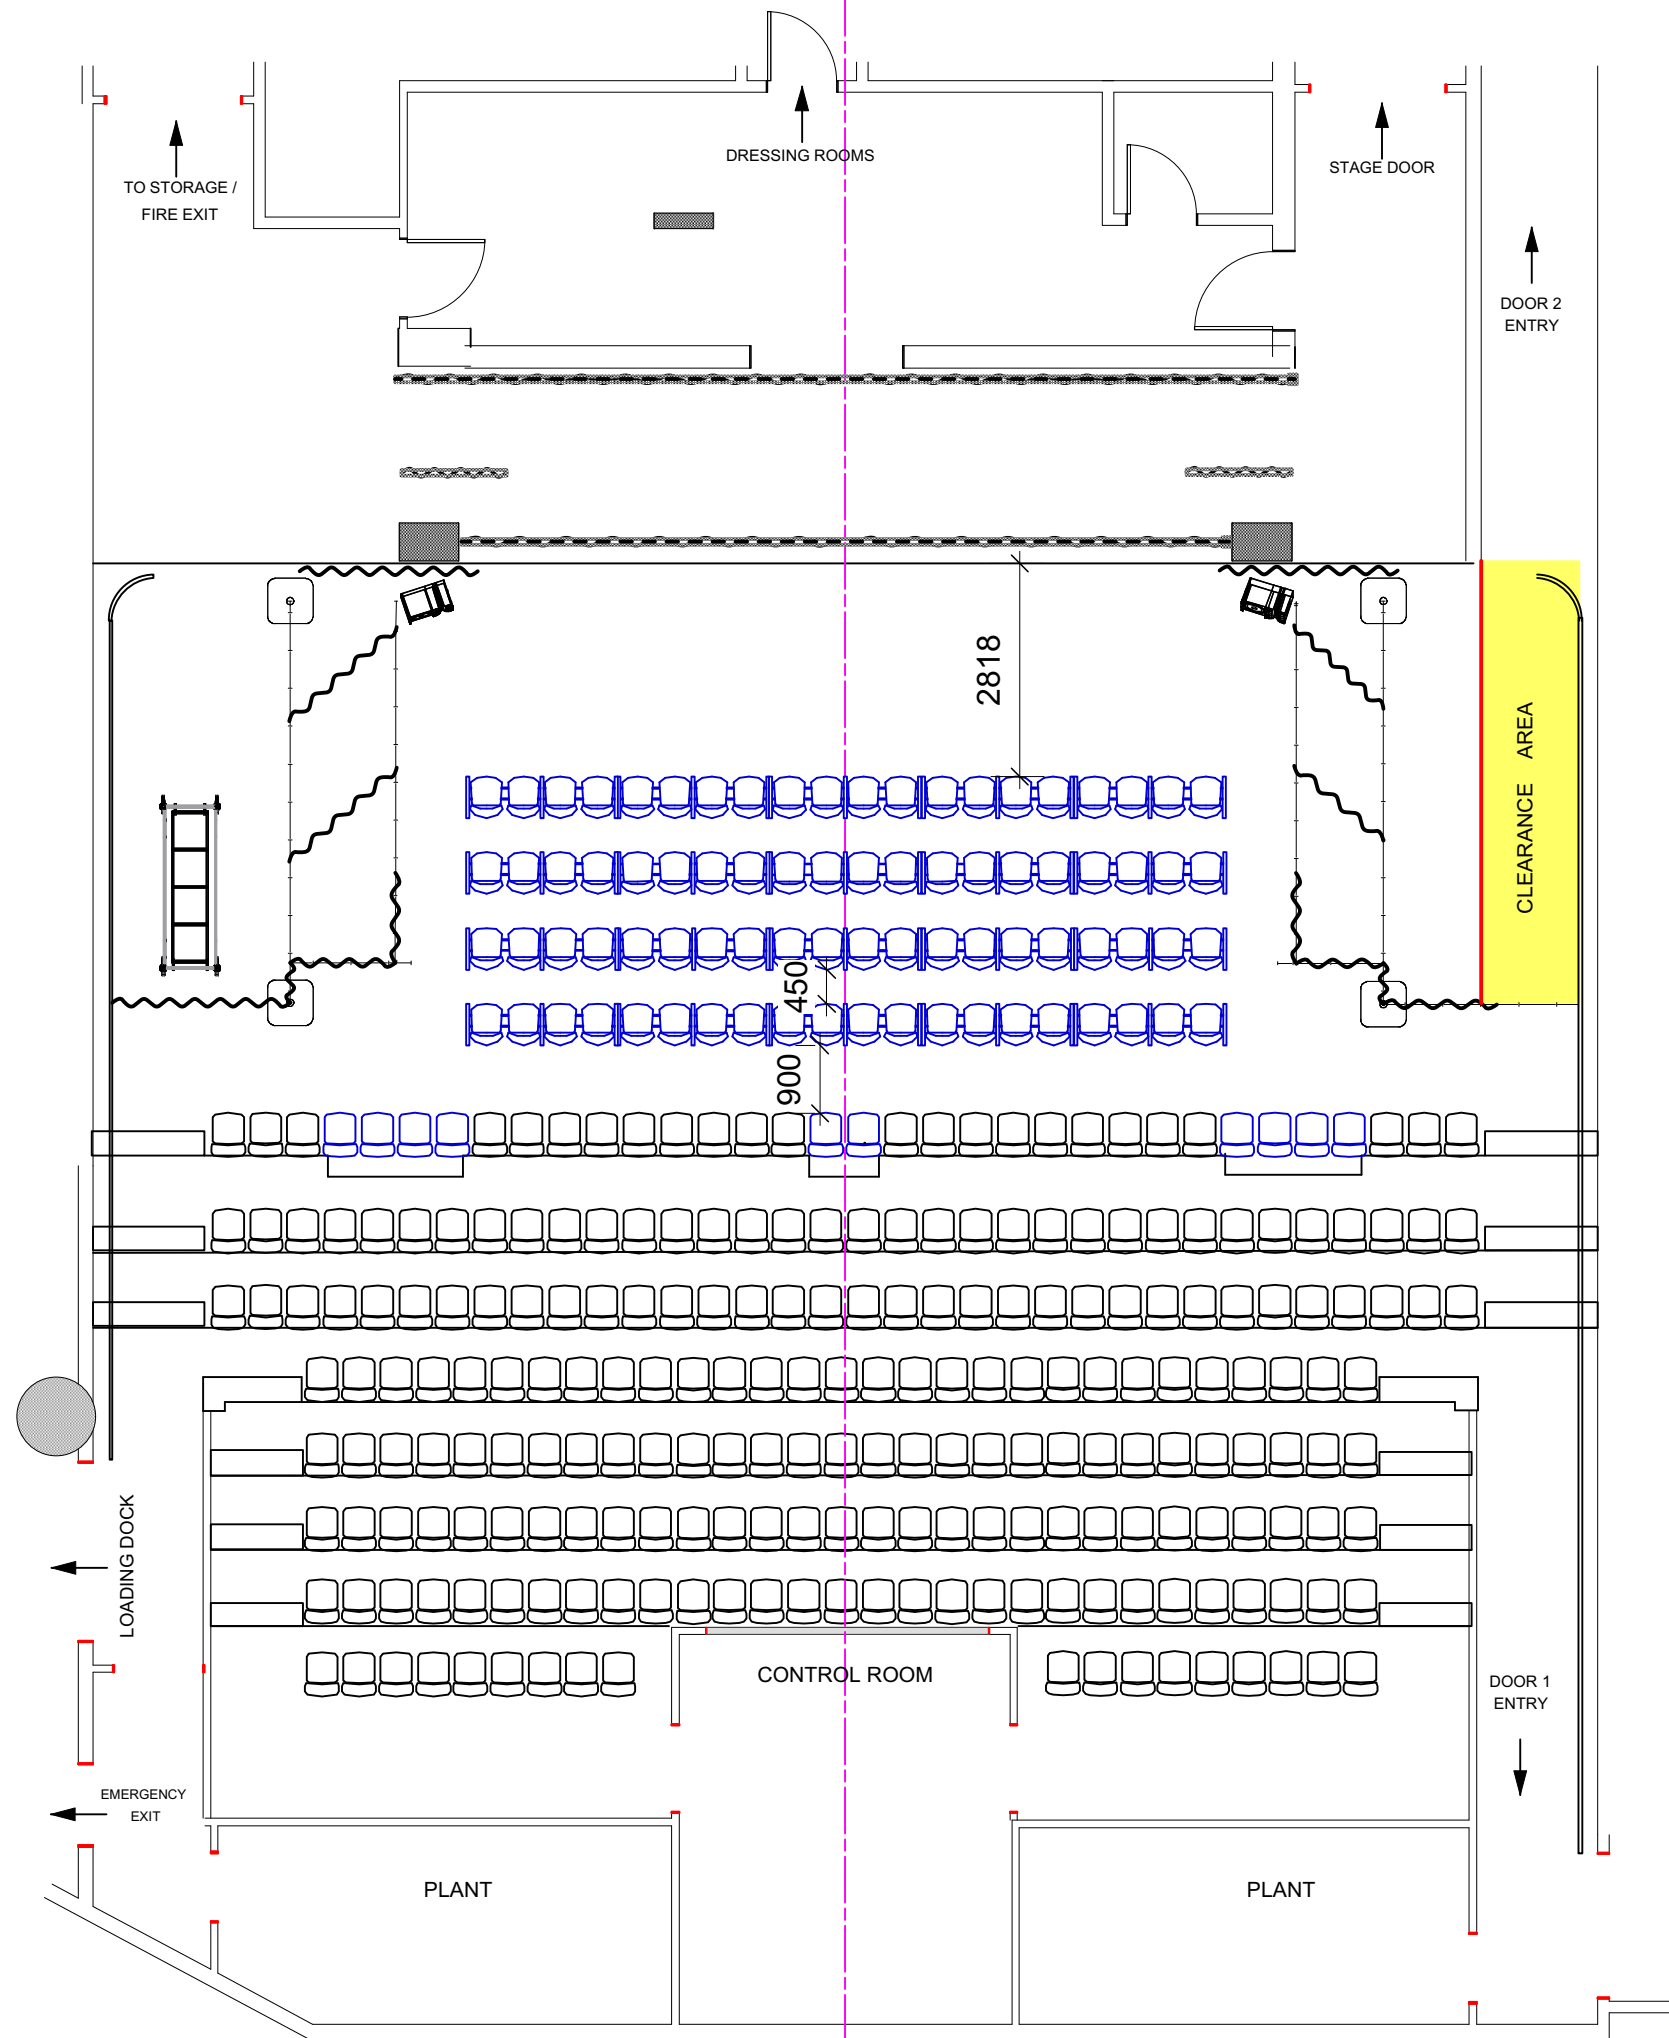 DRESSING ROOMS
STAGE DOOR
TO STORAGE /
FIRE EXIT
DOOR 2
ENTRY
2818
CLEARANCE AREA
450
900
LOADING DOCK
CONTROL ROOM
DOOR 1
ENTRY
EMERGENCY
EXIT
PLANT
PLANT